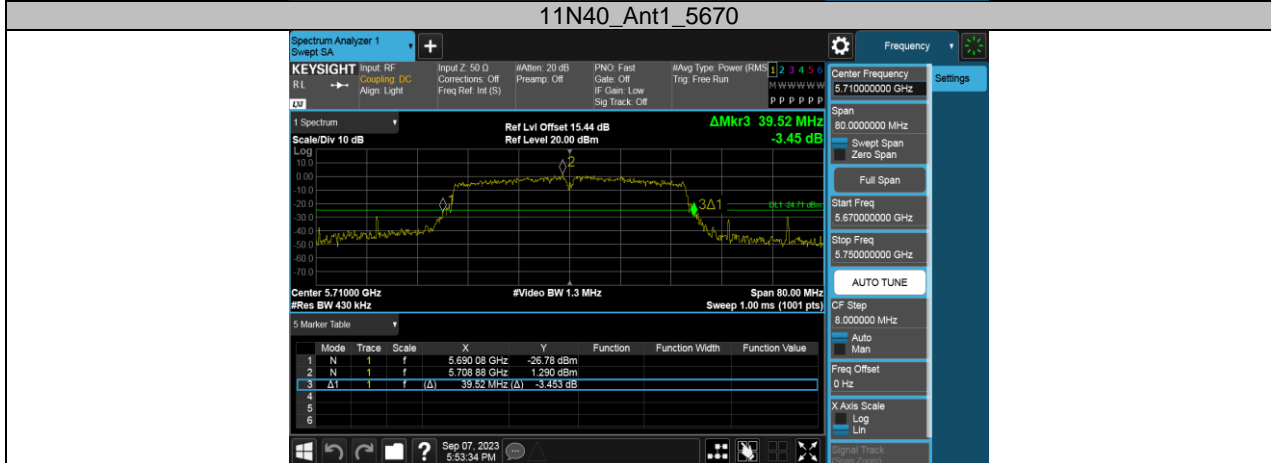 11N40_Ant1_5670
Spectrum Analyzer 1
Swept SA
Frequency
KEYSIGHT Input: RF Input Z: 50 Ω #Atten: 20 dB PNO: Fast #Avg Type: Power (RMS 1 2 3 4 5 6
RL Coupling: DC Corrections: Off Preamp: Off Gate: Off Trig: Free Run M W W W W W
Align: Light Freq Ref: Int (S) IF Gain: Low
Sig Track: Off P P P P P P
LXI
Center Frequency
5.710000000 GHz
Settings
1 Spectrum
Ref Lvl Offset 15.44 dB
ΔMkr3 39.52 MHz
Scale/Div 10 dB
Ref Level 20.00 dBm
-3.45 dB
Log
10.0
0.00
-10.0
-20.0
-30.0
-40.0
-50.0
-60.0
-70.0
1
2
3Δ1
DL1 -24.71 dBm
Center 5.71000 GHz #Video BW 1.3 MHz Span 80.00 MHz
#Res BW 430 kHz Sweep 1.00 ms (1001 pts)
Span
80.0000000 MHz
Swept Span
Zero Span
Full Span
Start Freq
5.670000000 GHz
Stop Freq
5.750000000 GHz
AUTO TUNE
CF Step
8.000000 MHz
Auto
Man
Freq Offset
0 Hz
X Axis Scale
Log
Lin
Signal Track
(Span Zoom)
5 Marker Table
Mode Trace Scale X Y Function Function Width Function Value
1 N 1 f 5.690 08 GHz -26.78 dBm
2 N 1 f 5.708 88 GHz 1.290 dBm
3 Δ1 1 f (Δ) 39.52 MHz (Δ) -3.453 dB
4
5
6
Sep 07, 2023
5:53:34 PM